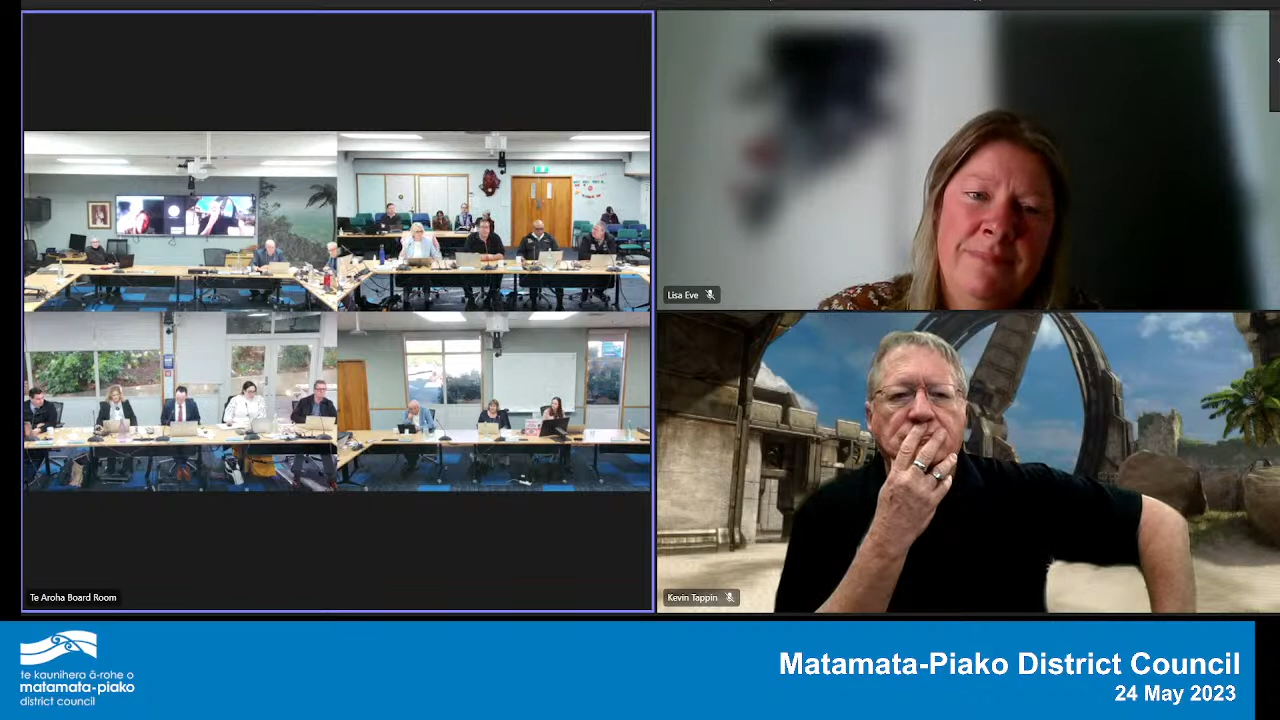 Lisa Eve
Te Aroha Board Room
Kevin Tappin
te kaunihera ā-rohe o
matamata-piako
district council
Matamata-Piako District Council
24 May 2023